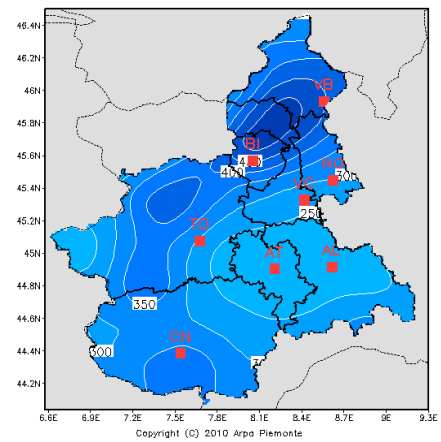 46.4N
46.2N
46N
45.8N
45.6N
45.4N
45.2N
45N
44.8N
44.6N
44.4N
44.2N
VB
BI
400
NO
300
VC
250
TO
AT
AL
350
300
CN
6.6E 6.9E 7.2E 7.5E 7.8E 8.1E 8.4E 8.7E 9E 9.3E
Copyright (C) 2010 Arpa Piemonte